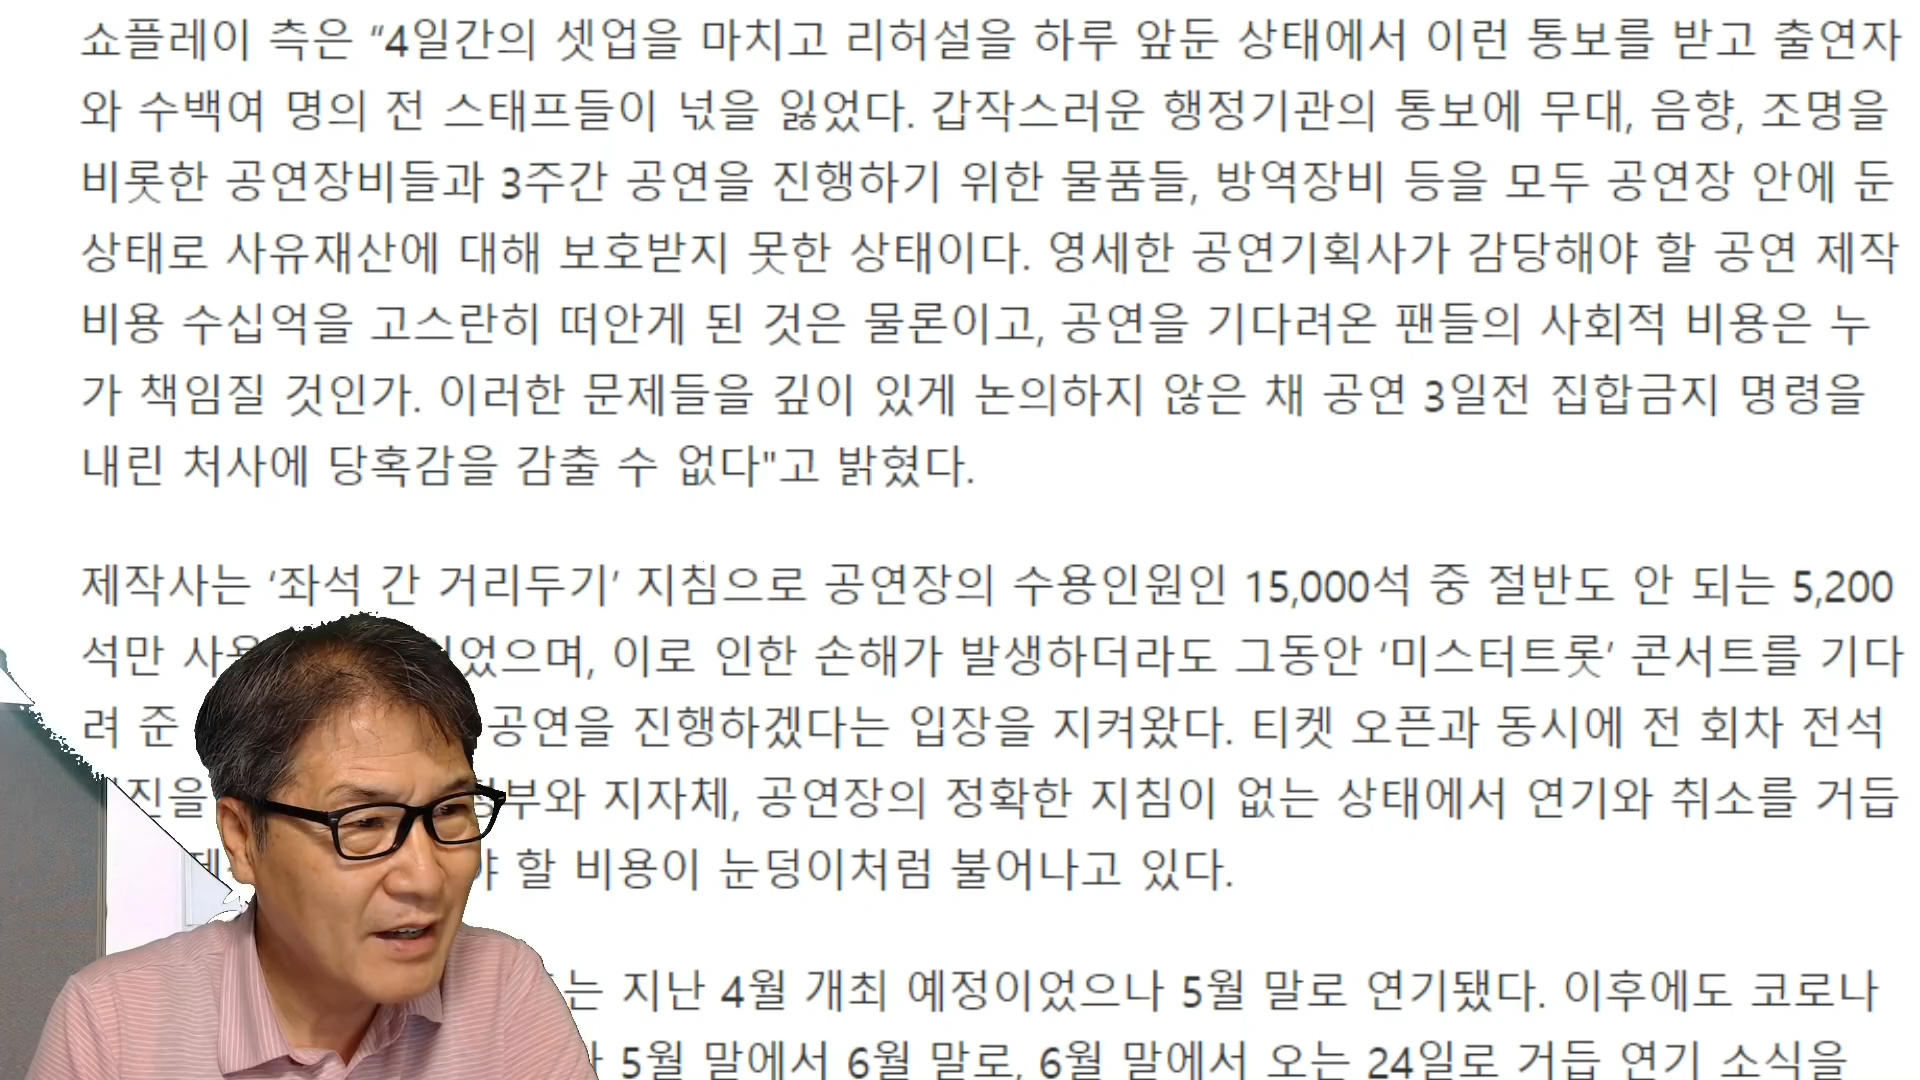 쇼플레이 측은 “4일간의 셋업을 마치고 리허설을 하루 앞둔 상태에서 이런 통보를 받고 출연자
와 수백여 명의 전 스태프들이 넋을 잃었다. 갑작스러운 행정기관의 통보에 무대, 음향, 조명을
비롯한 공연장비들과 3주간 공연을 진행하기 위한 물품들, 방역장비 등을 모두 공연장 안에 둔
상태로 사유재산에 대해 보호받지 못한 상태이다. 영세한 공연기획사가 감당해야 할 공연 제작
비용 수십억을 고스란히 떠안게 된 것은 물론이고, 공연을 기다려온 팬들의 사회적 비용은 누
가 책임질 것인가. 이러한 문제들을 깊이 있게 논의하지 않은 채 공연 3일전 집합금지 명령을
내린 처사에 당혹감을 감출 수 없다"고 밝혔다.
제작사는 ‘좌석 간 거리두기’ 지침으로 공연장의 수용인원인 15,000석 중 절반도 안 되는 5,200
석만 이로 인한 손해가 발생하더라도 그동안 ‘미스터트롯’ 콘서트를 기다
려 준 공연을 진행하겠다는 입장을 지켜왔다. 티켓 오픈과 동시에 전 회차 전석
지자체, 공연장의 정확한 지침이 없는 상태에서 연기와 취소를 거듭
할 비용이 눈덩이처럼 불어나고 있다.
는 지난 4월 개최 예정이었으나 5월 말로 연기됐다. 이후에도 코로나
5월 말에서 6월 말로, 6월 말에서 오는 24일로 거듭 연기 소식을